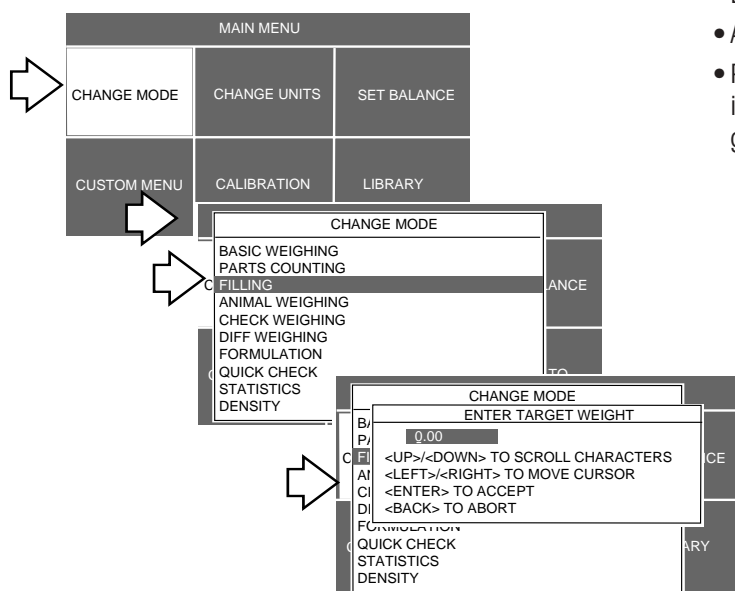 MAIN MENU
CHANGE MODE CHANGE UNITS SET BALANCE
CUSTOM MENU CALIBRATION LIBRARY
CHANGE MODE
BASIC WEIGHING
PARTS COUNTING
FILLING
ANIMAL WEIGHING
CHECK WEIGHING
DIFF WEIGHING
FORMULATION
QUICK CHECK
STATISTICS
DENSITY
CHANGE MODE
ENTER TARGET WEIGHT
0.00
<UP>/<DOWN> TO SCROLL CHARACTERS
<LEFT>/<RIGHT> TO MOVE CURSOR
<ENTER> TO ACCEPT
<BACK> TO ABORT
FORMULATION
QUICK CHECK
STATISTICS
DENSITY